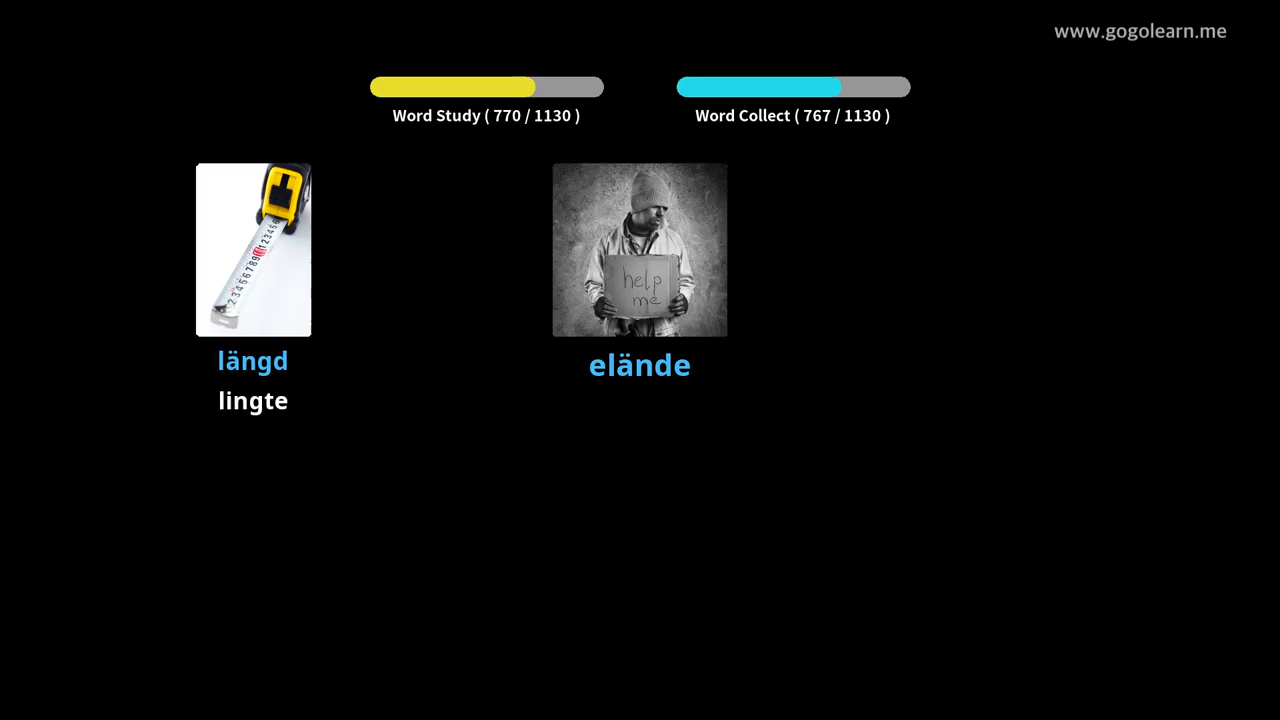 www.gogolearn.me
Word Study ( 770 / 1130 )
Word Collect ( 767 / 1130 )
help
me
längd
elände
lingte